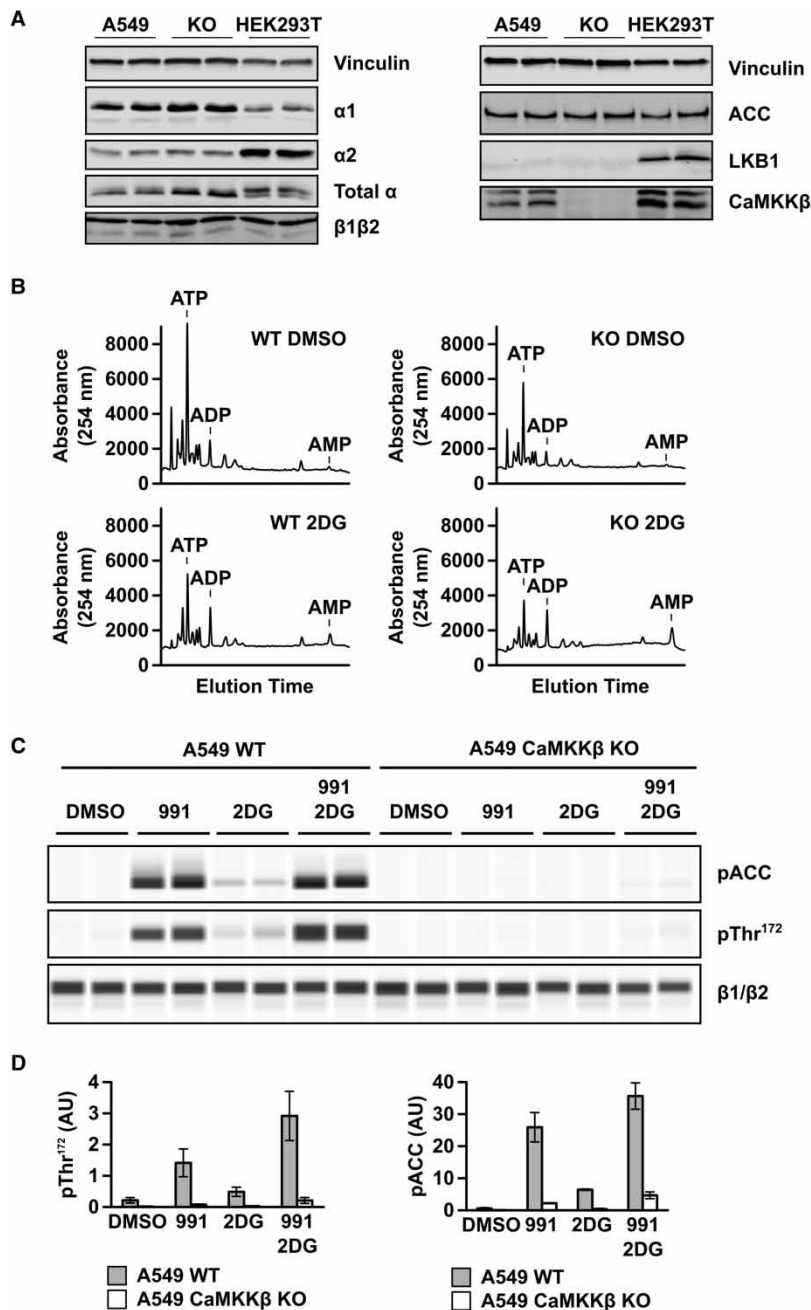 A
A549 KO HEK293T
Vinculin
α1
α2
Total α
β1β2
A549 KO HEK293T
Vinculin
ACC
LKB1
CaMKKβ
B
ATP
WT DMSO
8000
6000
4000
2000
0
ADP
AMP
Absorbance
(254 nm)
ATP
KO DMSO
8000
6000
4000
2000
0
ADP
AMP
Absorbance
(254 nm)
WT 2DG
ATP
8000
6000
4000
2000
0
ADP
AMP
Absorbance
(254 nm)
Elution Time
KO 2DG
ATP
8000
6000
4000
2000
0
ADP
AMP
Absorbance
(254 nm)
Elution Time
C
A549 WT A549 CaMKKβ KO
991 991
DMSO 991 2DG 2DG DMSO 991 2DG 2DG
pACC
pThr172
β1/β2
D
pThr172 (AU)
4
3
2
1
0
DMSO 991 2DG 991
2DG
A549 WT
A549 CaMKKβ KO
pACC (AU)
40
30
20
10
0
DMSO 991 2DG 991
2DG
A549 WT
A549 CaMKKβ KO